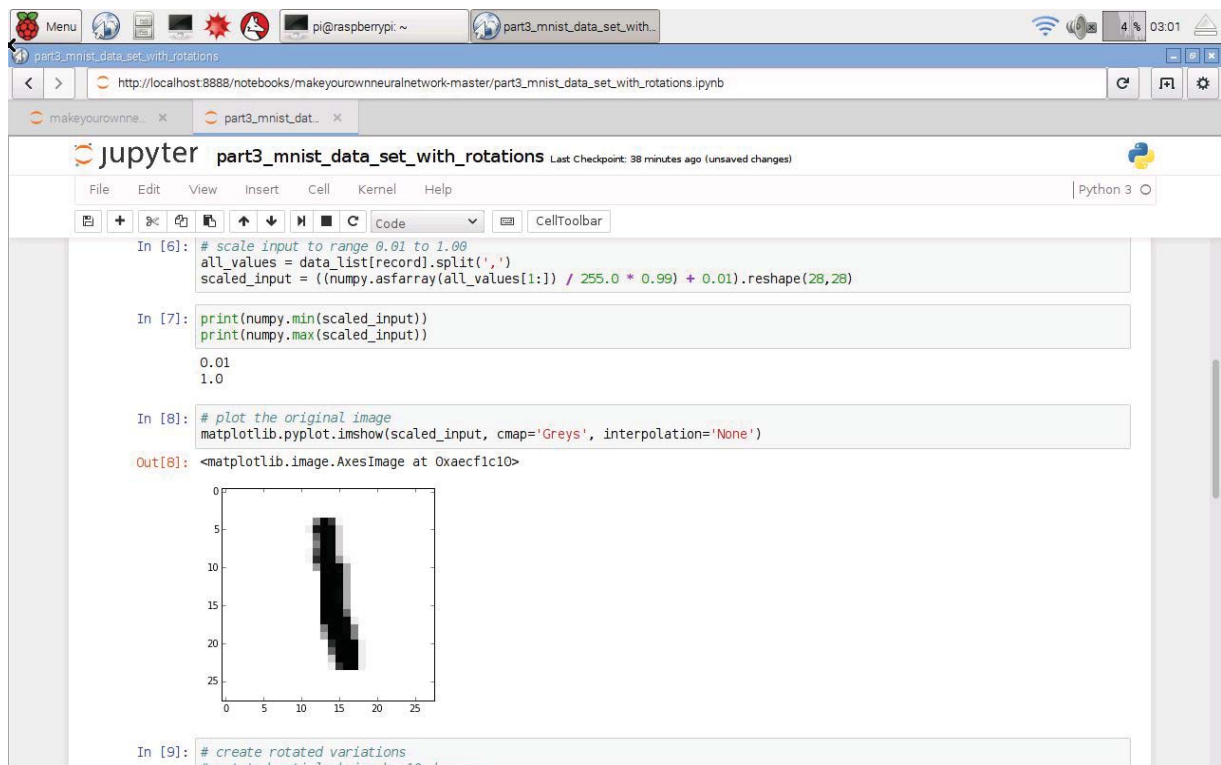 Menu pi@raspberrypi: ~ part3_mnist_data_set_with... 4 % 03:01
part3_mnist_data_set_with_rotations
http://localhost:8888/notebooks/makeyourownneuralnetwork-master/part3_mnist_data_set_with_rotations.ipynb
makeyourownne... part3_mnist_dat...
jupyter part3_mnist_data_set_with_rotations Last Checkpoint: 38 minutes ago (unsaved changes)
File Edit View Insert Cell Kernel Help Python 3
Code CellToolbar
In [6]: # scale input to range 0.01 to 1.00
all_values = data_list[record].split(',')
scaled_input = ((numpy.asfarray(all_values[1:]) / 255.0 * 0.99) + 0.01).reshape(28,28)
In [7]: print(numpy.min(scaled_input))
print(numpy.max(scaled_input))
0.01
1.0
In [8]: # plot the original image
matplotlib.pyplot.imshow(scaled_input, cmap='Greys', interpolation='None')
Out[8]: <matplotlib.image.AxesImage at 0xaecf1c10>
0
5
10
15
20
25
0 5 10 15 20 25
In [9]: # create rotated variations